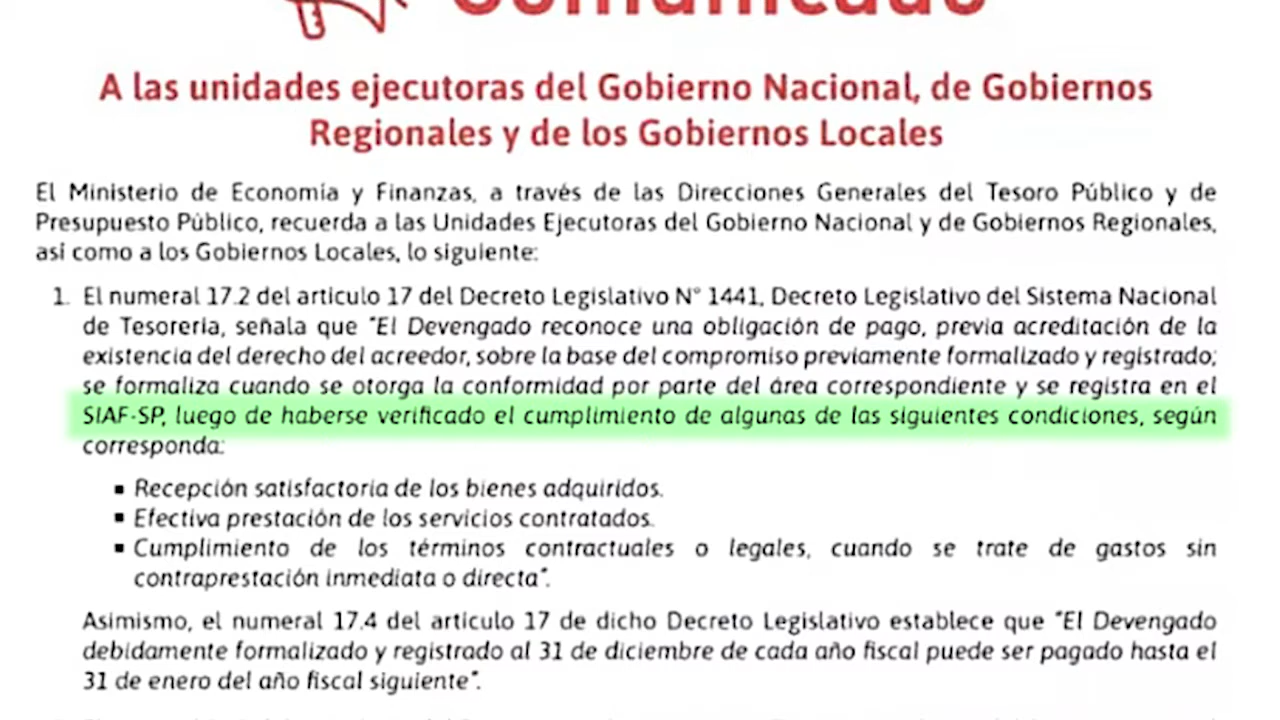 Comunicado
A las unidades ejecutoras del Gobierno Nacional, de Gobiernos
Regionales y de los Gobiernos Locales
El Ministerio de Economía y Finanzas, a través de las Direcciones Generales del Tesoro Público y de
Presupuesto Público, recuerda a las Unidades Ejecutoras del Gobierno Nacional y de Gobiernos Regionales,
así como a los Gobiernos Locales, lo siguiente:
1. El numeral 17.2 del artículo 17 del Decreto Legislativo N° 1441, Decreto Legislativo del Sistema Nacional
de Tesorería, señala que "El Devengado reconoce una obligación de pago, previa acreditación de la
existencia del derecho del acreedor, sobre la base del compromiso previamente formalizado y registrado;
se formaliza cuando se otorga la conformidad por parte del área correspondiente y se registra en el
SIAF-SP, luego de haberse verificado el cumplimiento de algunas de las siguientes condiciones, según
corresponda:
▪ Recepción satisfactoria de los bienes adquiridos.
▪ Efectiva prestación de los servicios contratados.
▪ Cumplimiento de los términos contractuales o legales, cuando se trate de gastos sin
contraprestación inmediata o directa".
Asimismo, el numeral 17.4 del artículo 17 de dicho Decreto Legislativo establece que "El Devengado
debidamente formalizado y registrado al 31 de diciembre de cada año fiscal puede ser pagado hasta el
31 de enero del año fiscal siguiente".